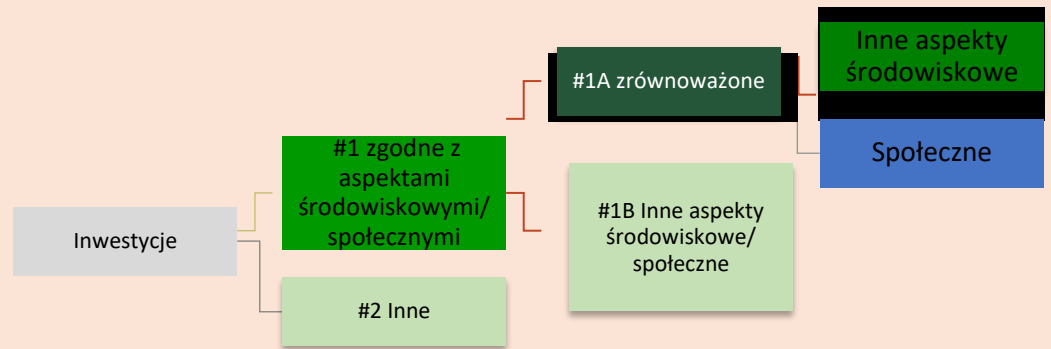 Inwestycje
#1 zgodne z
aspektami
środowiskowymi/
społecznymi
#2 Inne
#1A zrównoważone
#1B Inne aspekty
środowiskowe/
społeczne
Inne aspekty
środowiskowe
Społeczne